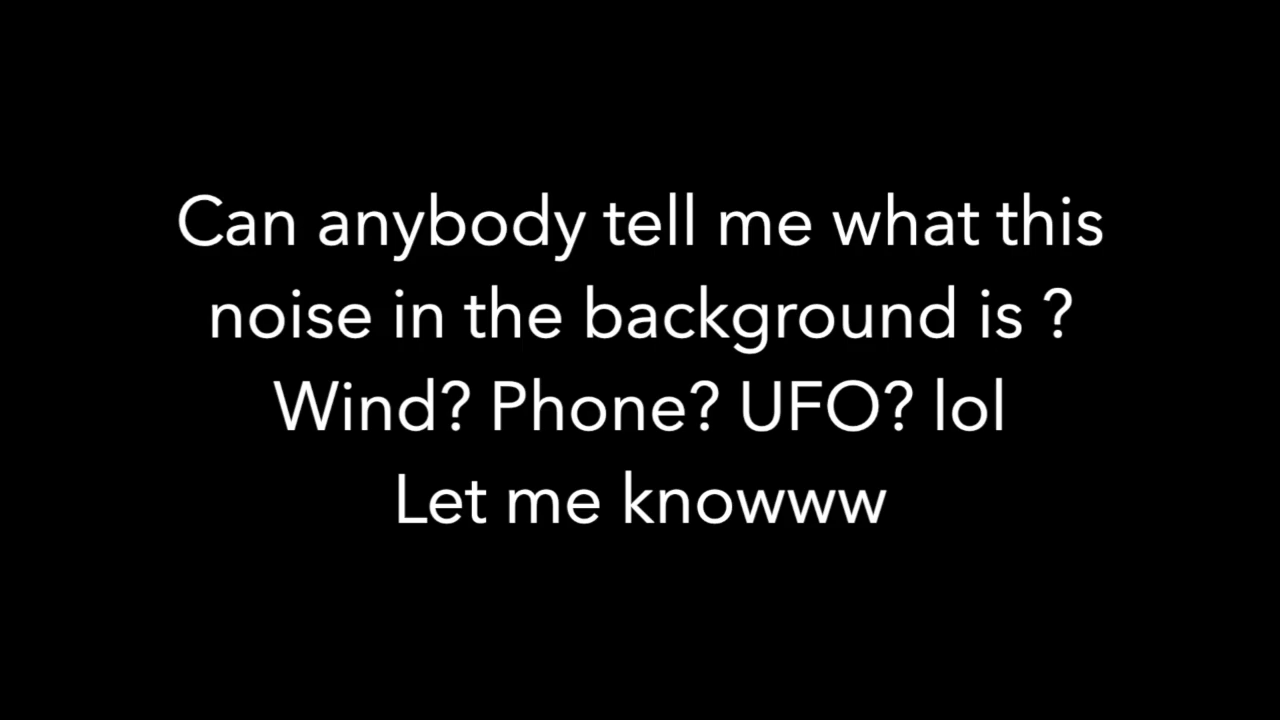 Can anybody tell me what this
noise in the background is ?
Wind? Phone? UFO? lol
Let me knowww